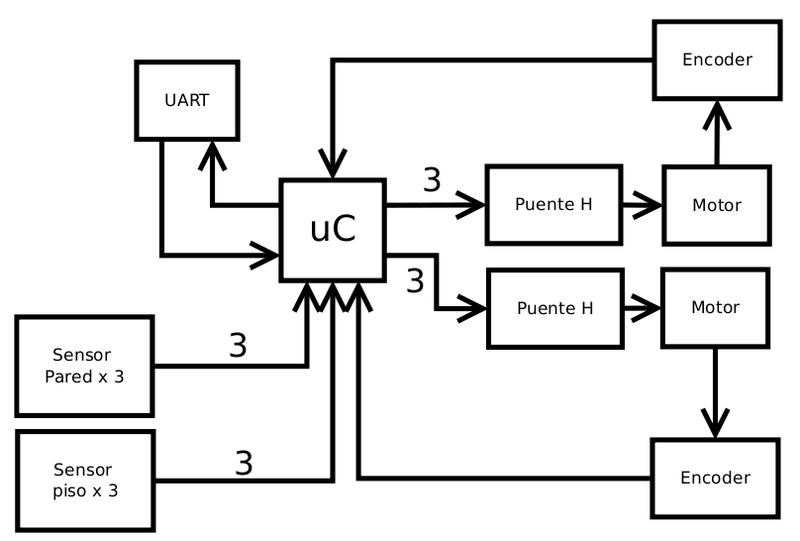 Encoder
UART
3
Puente H
Motor
uC
3
Puente H
Motor
Sensor
Pared x 3
3
Sensor
piso x 3
3
Encoder